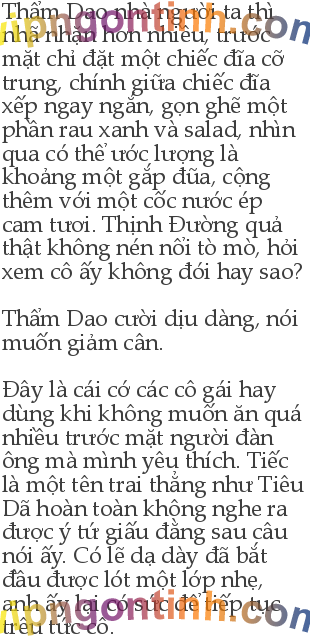 Thẩm Dao nhà người ta thì
nhã nhặn hơn nhiều, trước
mặt chỉ đặt một chiếc đĩa cỡ
trung, chính giữa chiếc đĩa
xếp ngay ngắn, gọn ghẽ một
phần rau xanh và salad, nhìn
qua có thể ước lượng là
khoảng một gắp đũa, cộng
thêm với một cốc nước ép
cam tươi. Thịnh Đường quả
thật không nén nổi tò mò, hỏi
xem cô ấy không đói hay sao?

Thẩm Dao cười dịu dàng, nói
muốn giảm cân.

Đây là cái cớ các cô gái hay
dùng khi không muốn ăn quá
nhiều trước mặt người đàn
ông mà mình yêu thích. Tiếc
là một tên trai thẳng như Tiêu
Dã hoàn toàn không nghe ra
được ý tứ giấu đằng sau câu
nói ấy. Có lẽ dạ dày đã bắt
đầu được lót một lớp nhẹ,
anh ấy lại có sức để tiếp tục
trêu tức cô.
ngontinh.com
ngontinh.com